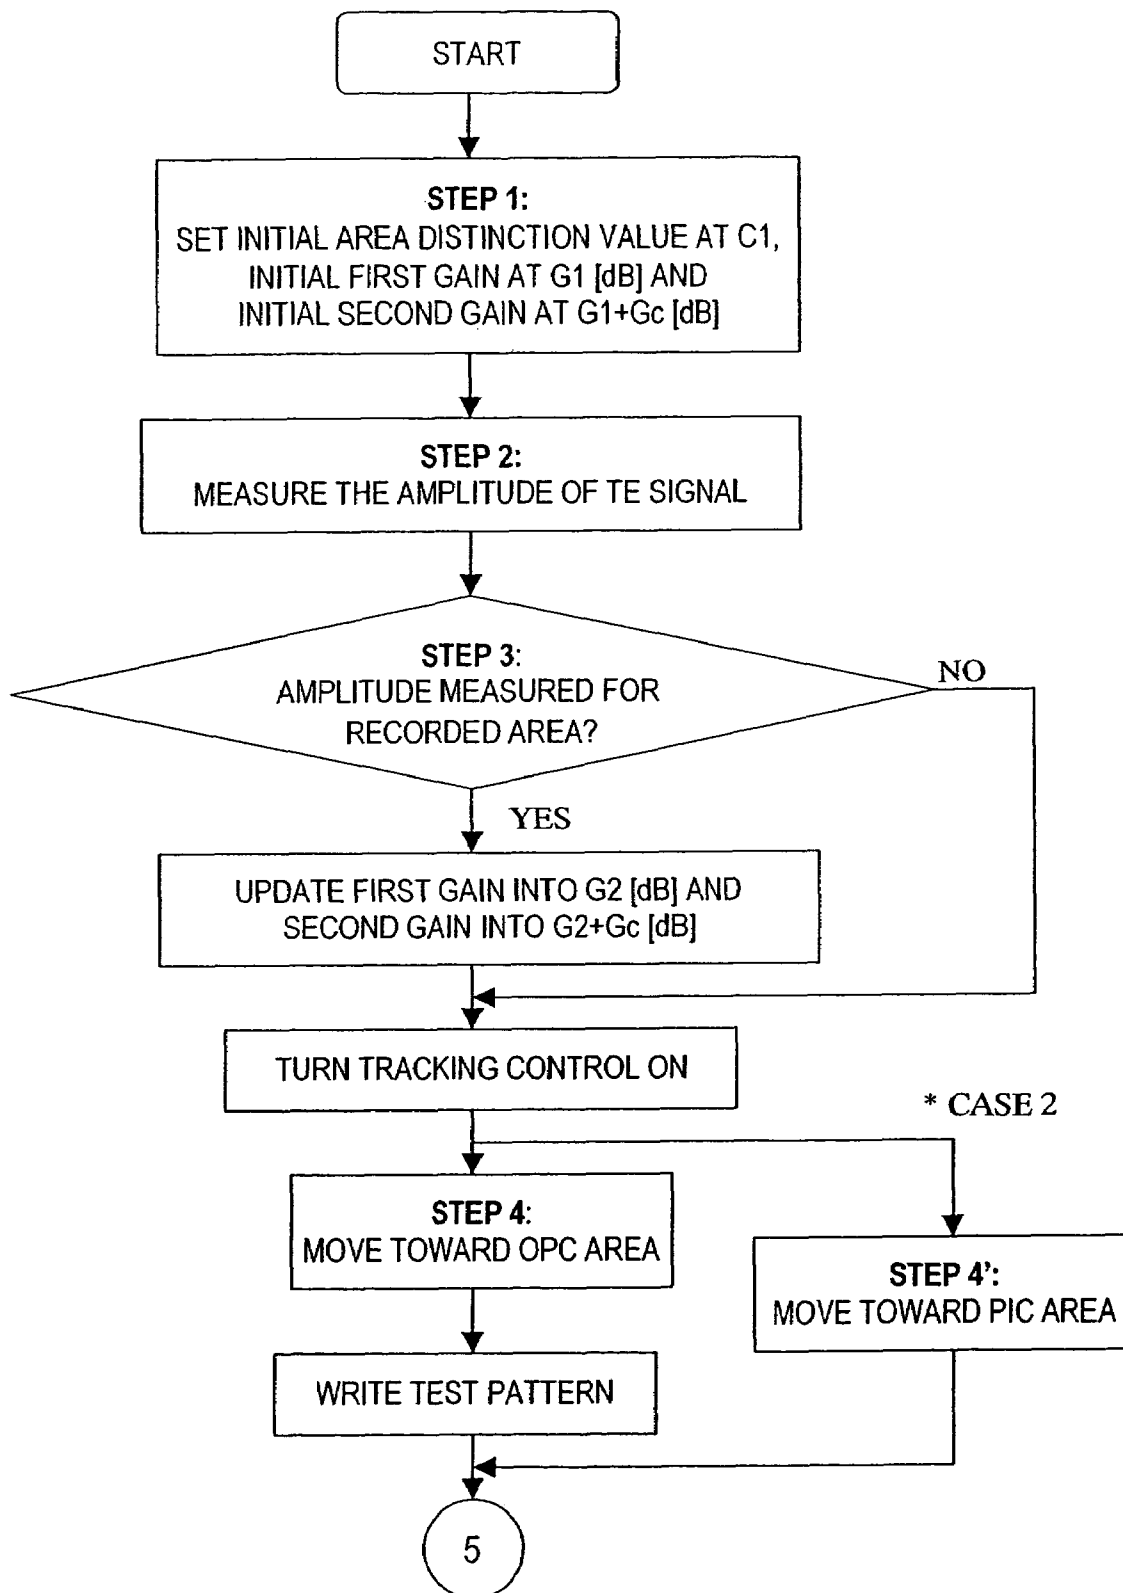 START
STEP 1:
SET INITIAL AREA DISTINCTION VALUE AT C1,
INITIAL FIRST GAIN AT G1 [dB] AND
INITIAL SECOND GAIN AT G1+Gc [dB]
STEP 2:
MEASURE THE AMPLITUDE OF TE SIGNAL
STEP 3:
AMPLITUDE MEASURED FOR
RECORDED AREA?
NO
YES
UPDATE FIRST GAIN INTO G2 [dB] AND
SECOND GAIN INTO G2+Gc [dB]
TURN TRACKING CONTROL ON
* CASE 2
STEP 4:
MOVE TOWARD OPC AREA
STEP 4':
MOVE TOWARD PIC AREA
WRITE TEST PATTERN
5